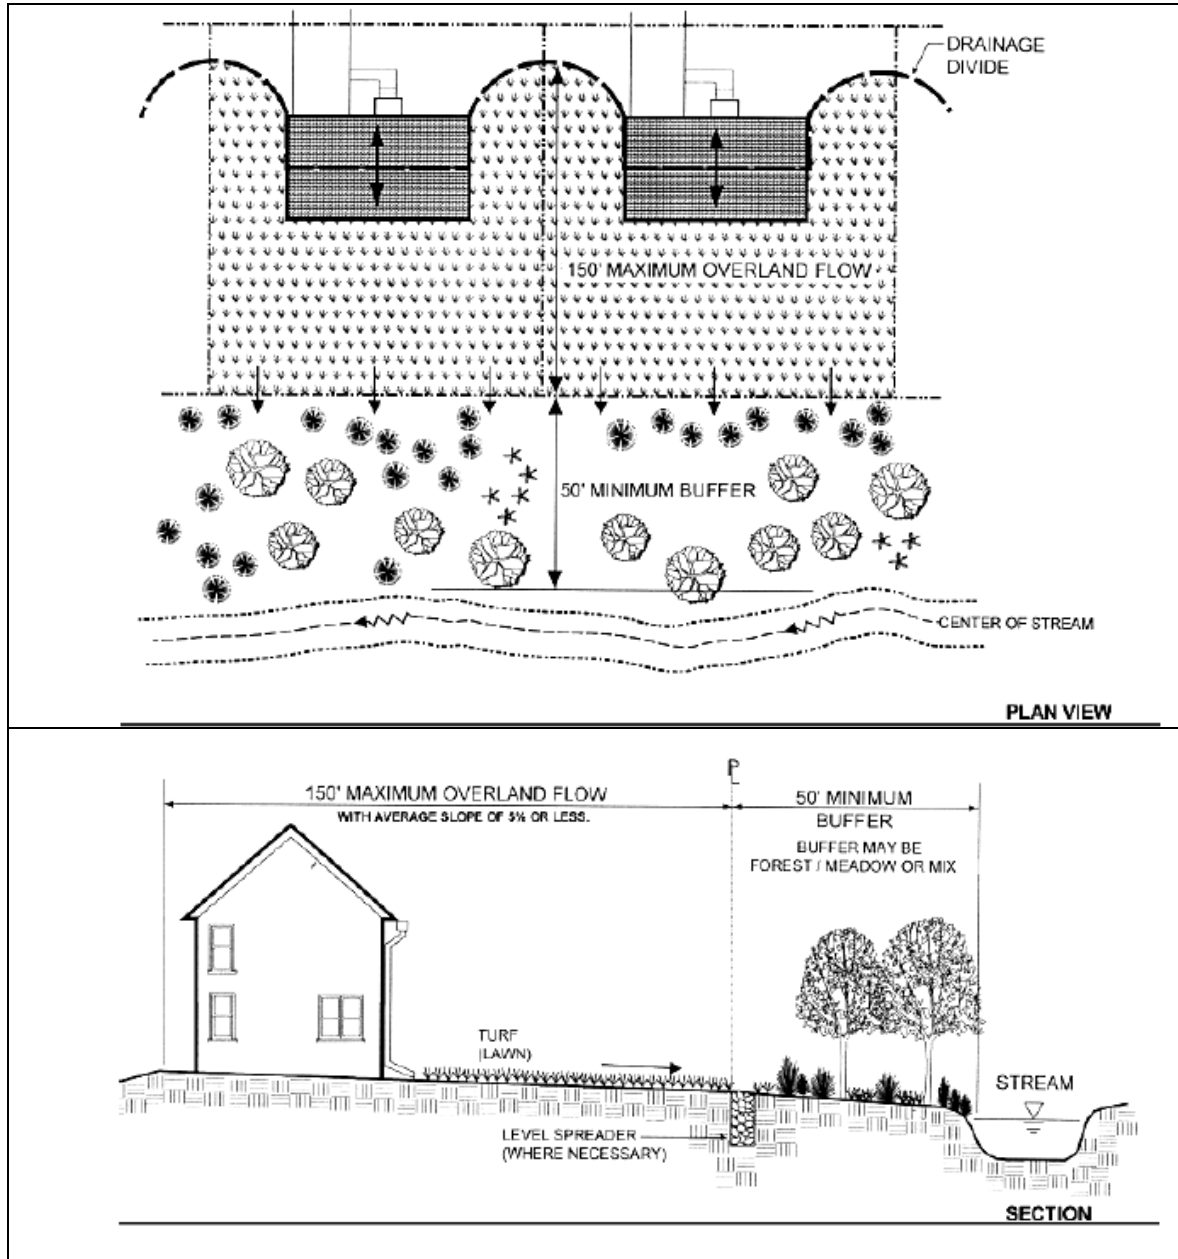 DRAINAGE
DIVIDE
150' MAXIMUM OVERLAND FLOW
50' MINIMUM BUFFER
CENTER OF STREAM
PLAN VIEW
PL
150' MAXIMUM OVERLAND FLOW
WITH AVERAGE SLOPE OF 5% OR LESS.
50' MINIMUM
BUFFER
BUFFER MAY BE
FOREST / MEADOW OR MIX
TURF
(LAWN)
STREAM
LEVEL SPREADER
(WHERE NECESSARY)
SECTION